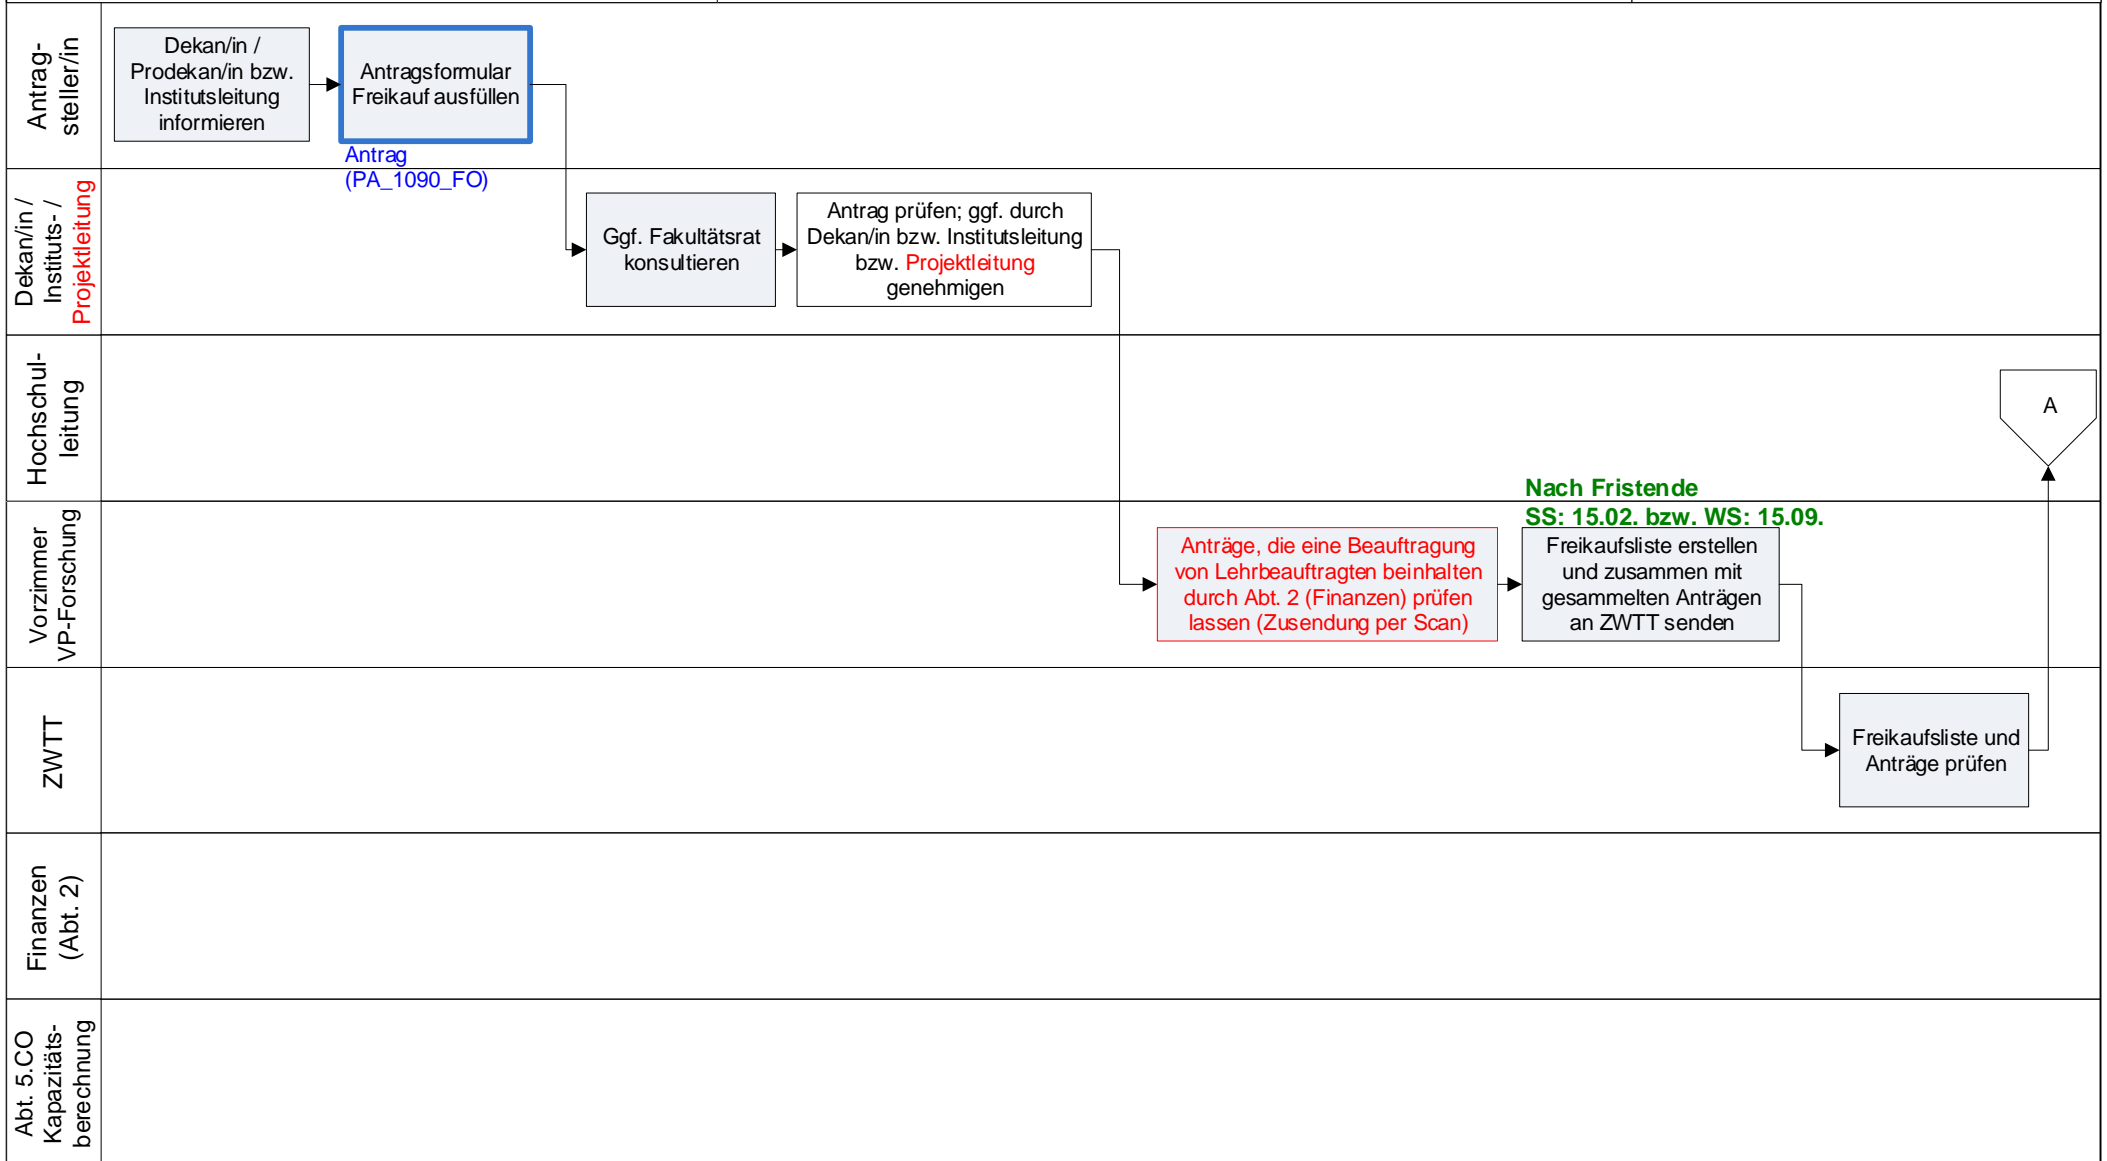 Antrag-
steller/in
Dekan/in /
Prodekan/in bzw.
Institutsleitung
informieren
Antragsformular
Freikauf ausfüllen
Antrag
(PA_1090_FO)
Dekan/in /
Instituts- /
Projektleitung
Ggf. Fakultätsrat
konsultieren
Antrag prüfen; ggf. durch
Dekan/in bzw. Institutsleitung
bzw. Projektleitung
genehmigen
Hochschul-
leitung
A
Vorzimmer
VP-Forschung
Anträge, die eine Beauftragung
von Lehrbeauftragten beinhalten
durch Abt. 2 (Finanzen) prüfen
lassen (Zusendung per Scan)
Nach Fristende
SS: 15.02. bzw. WS: 15.09.
Freikaufsliste erstellen
und zusammen mit
gesammelten Anträgen
an ZWTT senden
ZWTT
Freikaufsliste und
Anträge prüfen
Finanzen
(Abt. 2)
Abt. 5.CO
Kapazitäts-
berechnung